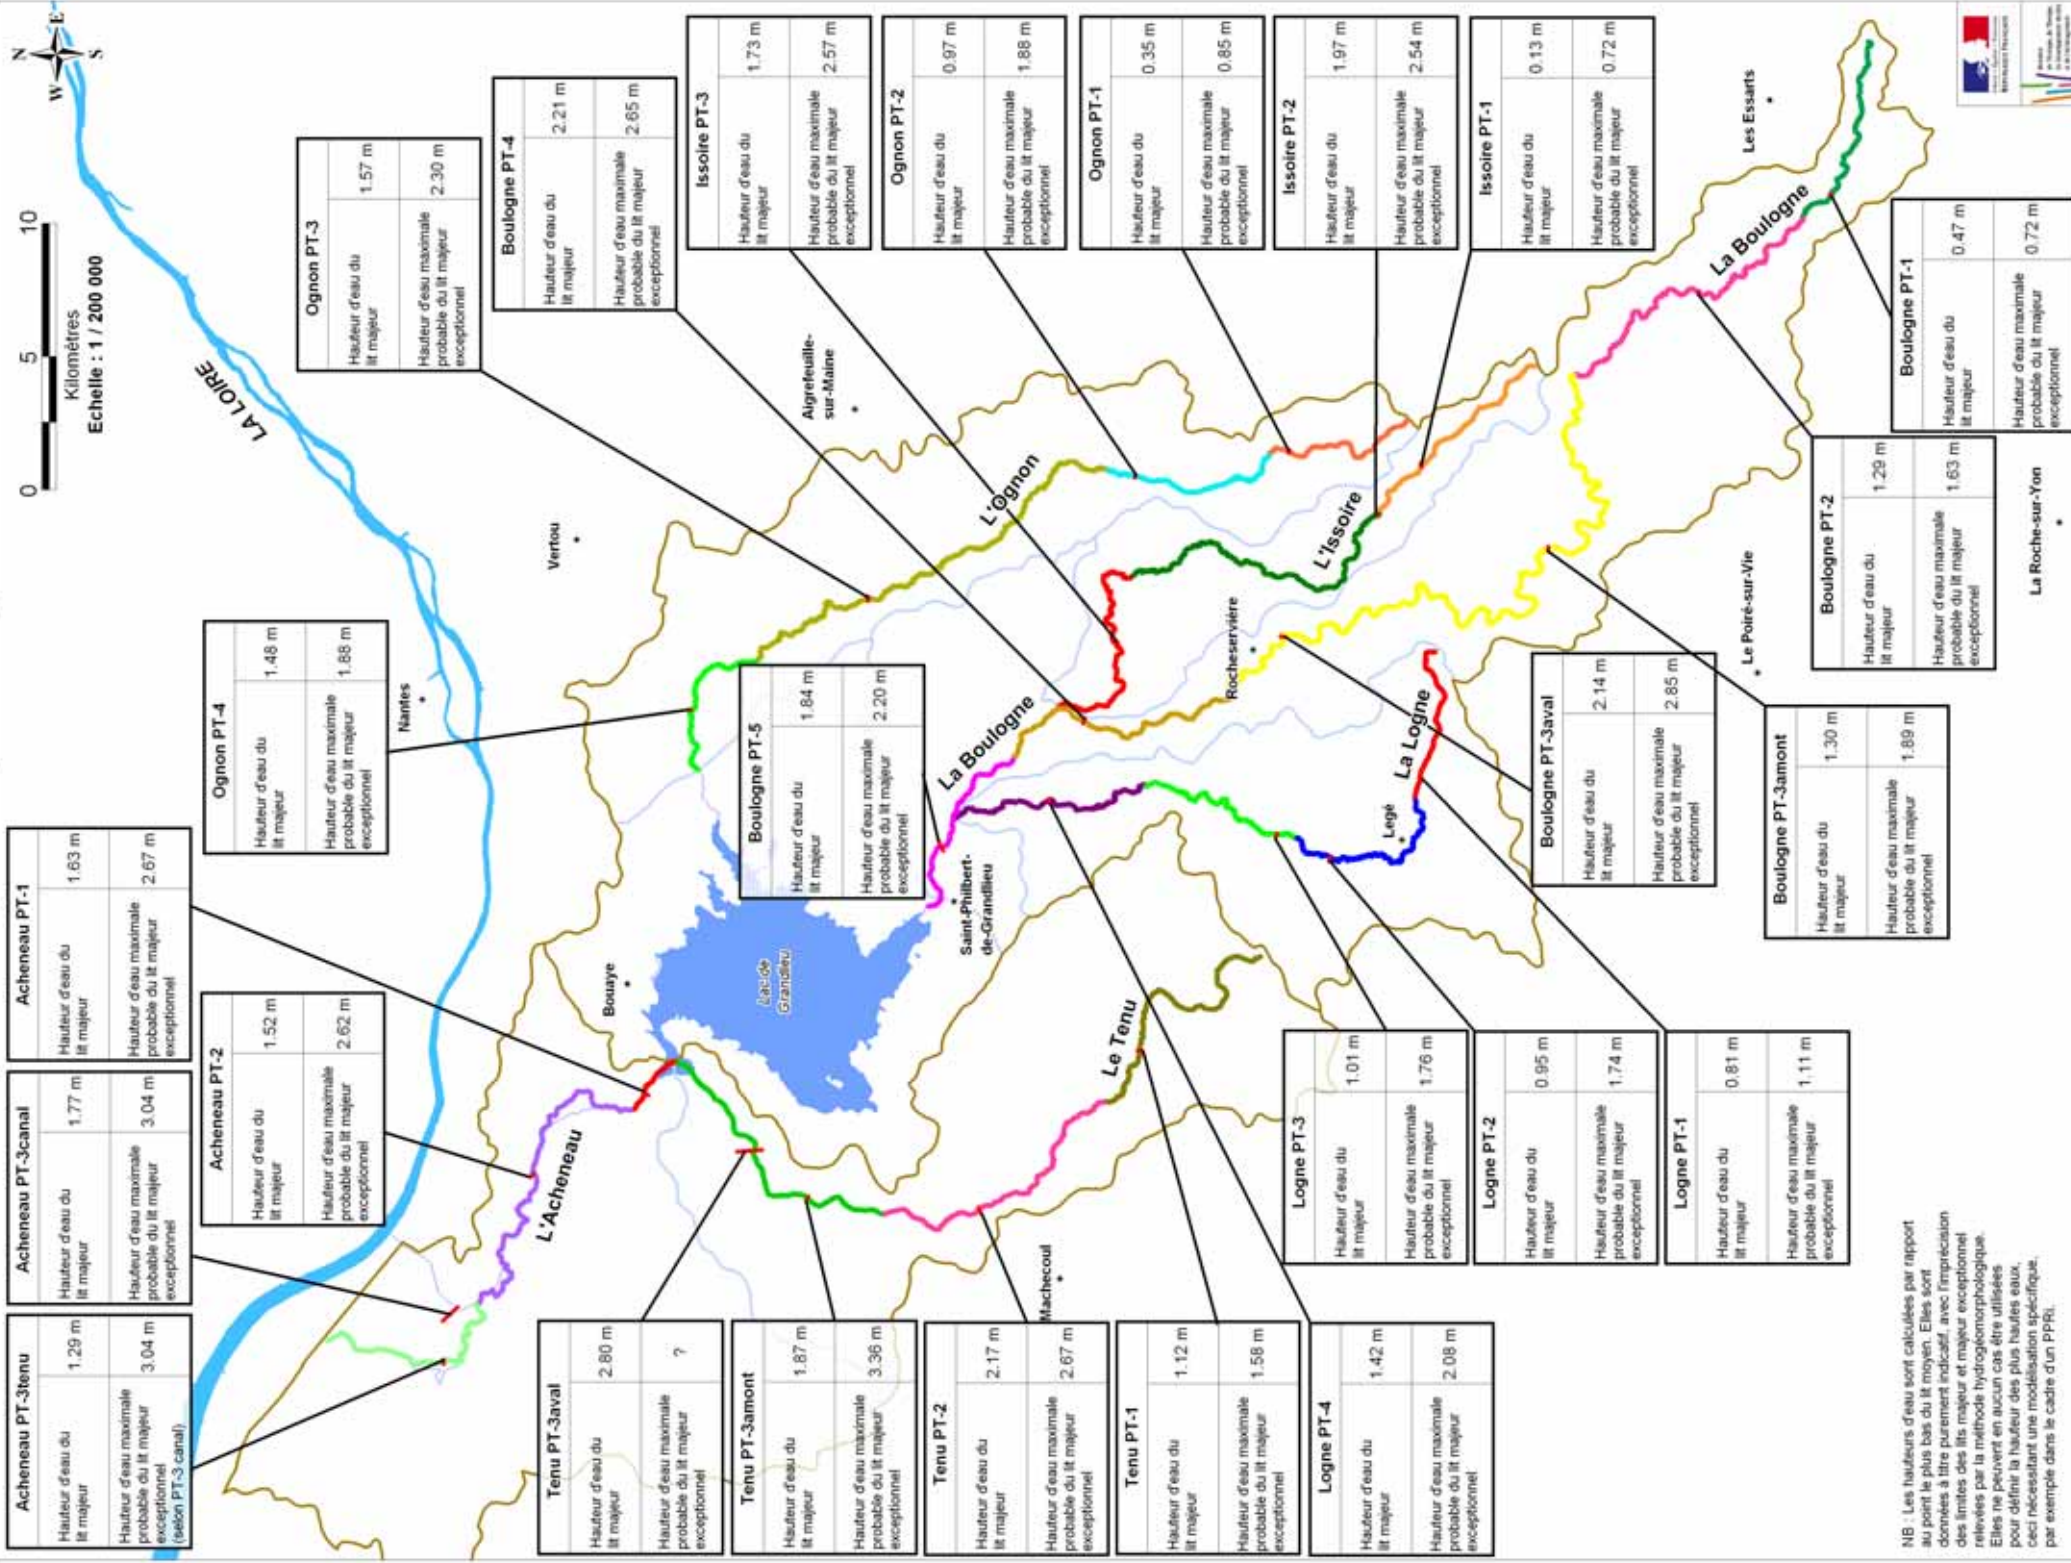 N
W E
S
0 5 10
Kilomètres
Echelle : 1 / 200 000
LA LOIRE
Acheneau PT-3tenu
Hauteur d'eau du
lit majeur
1.29 m
Hauteur d'eau maximale
probable du lit majeur
exceptionnel
(selon PT-3 canal)
3.04 m
Acheneau PT-3canal
Hauteur d'eau du
lit majeur
1.77 m
Hauteur d'eau maximale
probable du lit majeur
exceptionnel
3.04 m
Acheneau PT-1
Hauteur d'eau du
lit majeur
1.63 m
Hauteur d'eau maximale
probable du lit majeur
exceptionnel
2.67 m
Acheneau PT-2
Hauteur d'eau du
lit majeur
1.52 m
Hauteur d'eau maximale
probable du lit majeur
exceptionnel
2.62 m
Ognon PT-4
Hauteur d'eau du
lit majeur
1.48 m
Hauteur d'eau maximale
probable du lit majeur
exceptionnel
1.88 m
Ognon PT-3
Hauteur d'eau du
lit majeur
1.57 m
Hauteur d'eau maximale
probable du lit majeur
exceptionnel
2.30 m
Boulogne PT-4
Hauteur d'eau du
lit majeur
2.21 m
Hauteur d'eau maximale
probable du lit majeur
exceptionnel
2.65 m
Issoire PT-3
Hauteur d'eau du
lit majeur
1.73 m
Hauteur d'eau maximale
probable du lit majeur
exceptionnel
2.57 m
Ognon PT-2
Hauteur d'eau du
lit majeur
0.97 m
Hauteur d'eau maximale
probable du lit majeur
exceptionnel
1.88 m
Ognon PT-1
Hauteur d'eau du
lit majeur
0.35 m
Hauteur d'eau maximale
probable du lit majeur
exceptionnel
0.85 m
Issoire PT-2
Hauteur d'eau du
lit majeur
1.97 m
Hauteur d'eau maximale
probable du lit majeur
exceptionnel
2.54 m
Issoire PT-1
Hauteur d'eau du
lit majeur
0.13 m
Hauteur d'eau maximale
probable du lit majeur
exceptionnel
0.72 m
Boulogne PT-1
Hauteur d'eau du
lit majeur
0.47 m
Hauteur d'eau maximale
probable du lit majeur
exceptionnel
0.72 m
Boulogne PT-2
Hauteur d'eau du
lit majeur
1.29 m
Hauteur d'eau maximale
probable du lit majeur
exceptionnel
1.63 m
Boulogne PT-5
Hauteur d'eau du
lit majeur
1.84 m
Hauteur d'eau maximale
probable du lit majeur
exceptionnel
2.20 m
Boulogne PT-3aval
Hauteur d'eau du
lit majeur
2.14 m
Hauteur d'eau maximale
probable du lit majeur
exceptionnel
2.85 m
Boulogne PT-3amont
Hauteur d'eau du
lit majeur
1.30 m
Hauteur d'eau maximale
probable du lit majeur
exceptionnel
1.89 m
Tenu PT-3aval
Hauteur d'eau du
lit majeur
2.80 m
Hauteur d'eau maximale
probable du lit majeur
exceptionnel
?
Tenu PT-3amont
Hauteur d'eau du
lit majeur
1.87 m
Hauteur d'eau maximale
probable du lit majeur
exceptionnel
3.36 m
Tenu PT-2
Hauteur d'eau du
lit majeur
2.17 m
Hauteur d'eau maximale
probable du lit majeur
exceptionnel
2.67 m
Tenu PT-1
Hauteur d'eau du
lit majeur
1.12 m
Hauteur d'eau maximale
probable du lit majeur
exceptionnel
1.58 m
Logne PT-4
Hauteur d'eau du
lit majeur
1.42 m
Hauteur d'eau maximale
probable du lit majeur
exceptionnel
2.08 m
Logne PT-3
Hauteur d'eau du
lit majeur
1.01 m
Hauteur d'eau maximale
probable du lit majeur
exceptionnel
1.76 m
Logne PT-2
Hauteur d'eau du
lit majeur
0.95 m
Hauteur d'eau maximale
probable du lit majeur
exceptionnel
1.74 m
Logne PT-1
Hauteur d'eau du
lit majeur
0.81 m
Hauteur d'eau maximale
probable du lit majeur
exceptionnel
1.11 m
L'Acheneau
Nantes
Vertou
Bouaye
Aigrefeuille-
sur-Maine
L'Ognon
Lac de
Grandlieu
La Boulogne
Saint-Philbert-
de-Grandlieu
Machecoul
Le Tenu
Rocheservière
L'Issoire
Legé
La Logne
La Boulogne
Les Essarts
Le Poiré-sur-Vie
La Roche-sur-Yon
NB : Les hauteurs d'eau sont calculées par rapport
au point le plus bas du lit moyen. Elles sont
données à titre purement indicatif, avec l'imprécision
des limites des lits majeur et majeur exceptionnel
relevées par la méthode hydrogéomorphologique.
Elles ne peuvent en aucun cas être utilisées
pour définir la hauteur des plus hautes eaux,
ceci nécessitant une modélisation spécifique,
par exemple dans le cadre d'un PPRi.